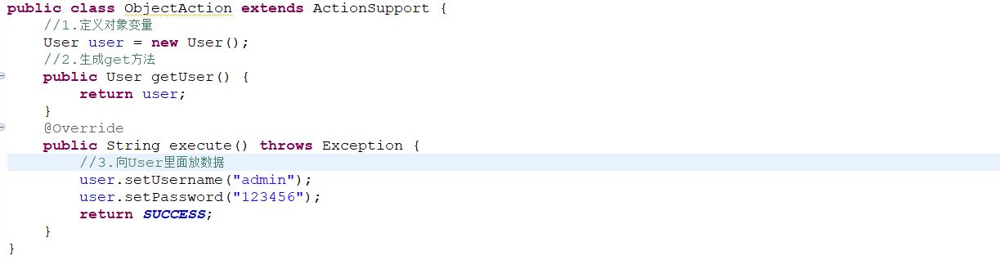 public class ObjectAction extends ActionSupport {
    //1.定义对象变量
    User user = new User();
    //2.生成get方法
    public User getUser() {
        return user;
    }
    @Override
    public String execute() throws Exception {
        //3.向User里面放数据
        user.setUsername("admin");
        user.setPassword("123456");
        return SUCCESS;
    }
}